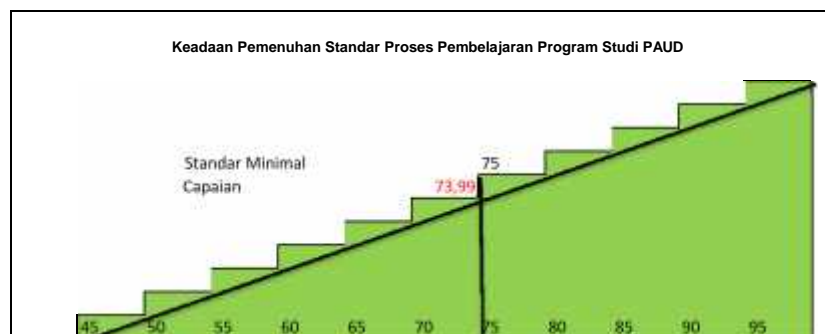 Keadaan Pemenuhan Standar Proses Pembelajaran Program Studi PAUD
Standar Minimal 75
Capaian 73,99
45 50 55 60 65 70 75 80 85 90 95